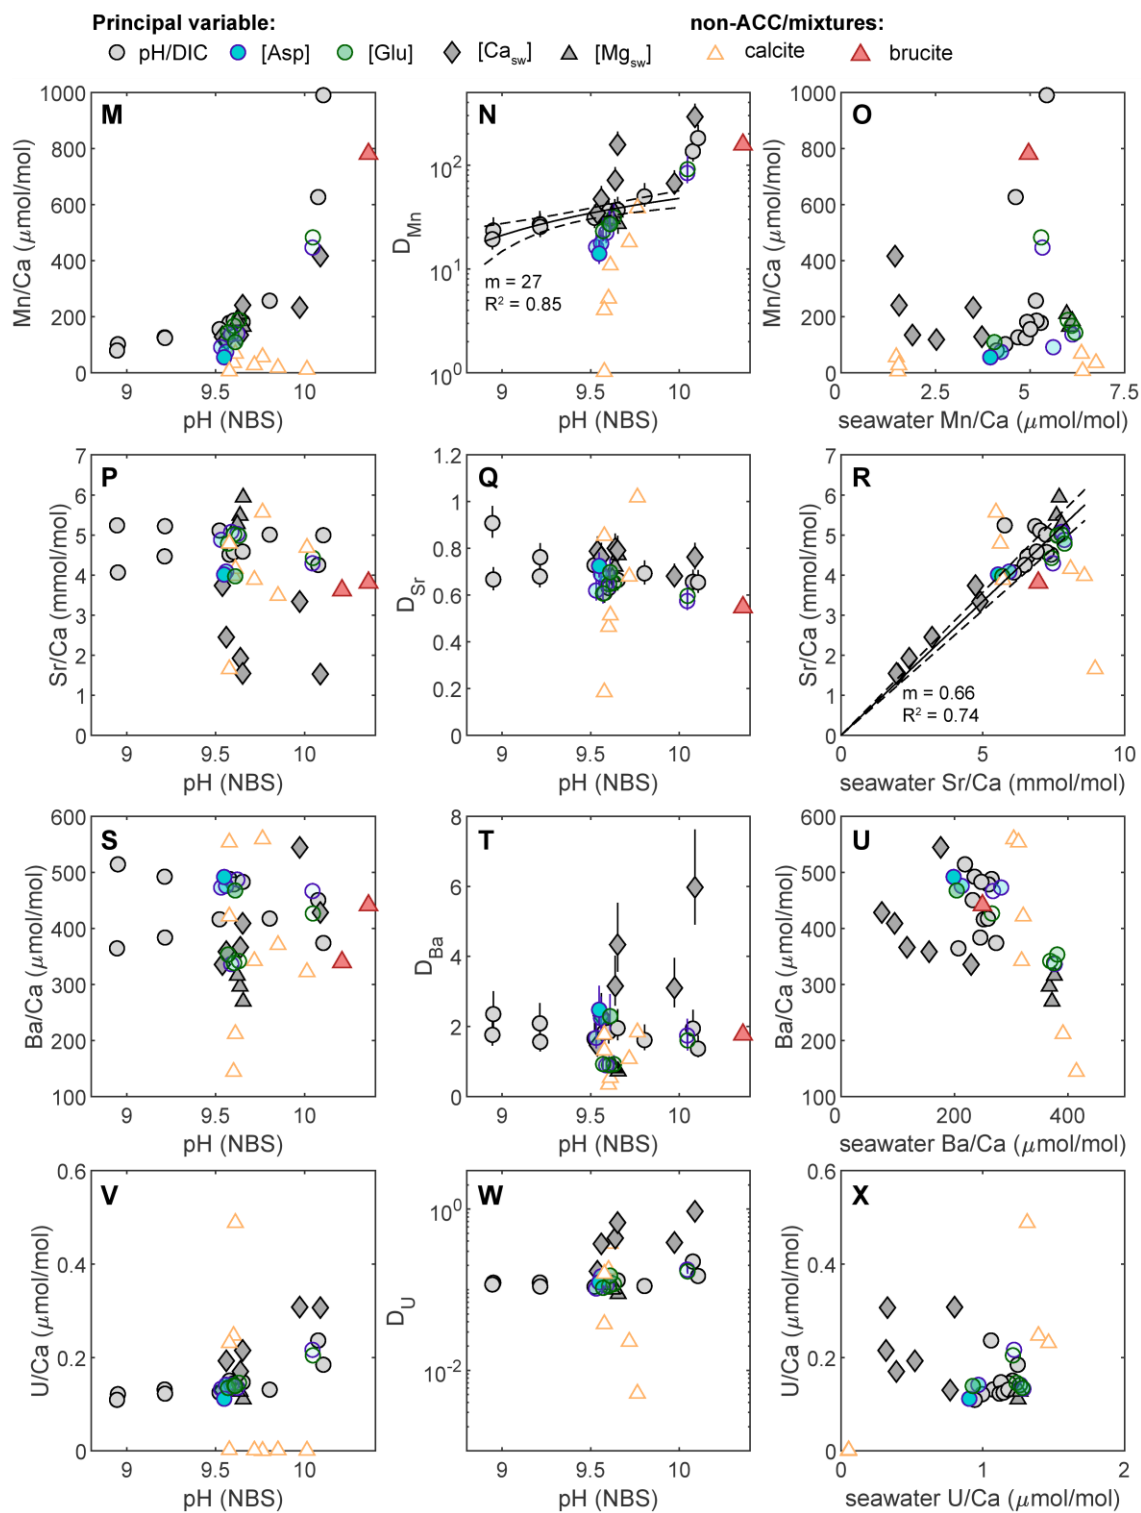 Principal variable: non-ACC/mixtures:
pH/DIC [Asp] [Glu] [Ca_sw] [Mg_sw] calcite brucite
M N O
Mn/Ca (μmol/mol)
1000
800
600
400
200
0
9 9.5 10
pH (NBS)
D_Mn
10²
10¹
10⁰
m = 27
R² = 0.85
9 9.5 10
pH (NBS)
Mn/Ca (μmol/mol)
1000
800
600
400
200
0
0 2.5 5 7.5
seawater Mn/Ca (μmol/mol)
P Q R
Sr/Ca (mmol/mol)
7
6
5
4
3
2
1
0
9 9.5 10
pH (NBS)
D_Sr
1.2
1
0.8
0.6
0.4
0.2
0
9 9.5 10
pH (NBS)
Sr/Ca (mmol/mol)
7
6
5
4
3
2
1
0
m = 0.66
R² = 0.74
0 5 10
seawater Sr/Ca (mmol/mol)
S T U
Ba/Ca (μmol/mol)
600
500
400
300
200
100
9 9.5 10
pH (NBS)
D_Ba
8
6
4
2
0
9 9.5 10
pH (NBS)
Ba/Ca (μmol/mol)
600
500
400
300
200
100
0 200 400
seawater Ba/Ca (μmol/mol)
V W X
U/Ca (μmol/mol)
0.6
0.4
0.2
0
9 9.5 10
pH (NBS)
D_U
10⁰
10⁻²
9 9.5 10
pH (NBS)
U/Ca (μmol/mol)
0.6
0.4
0.2
0
0 1 2
seawater U/Ca (μmol/mol)